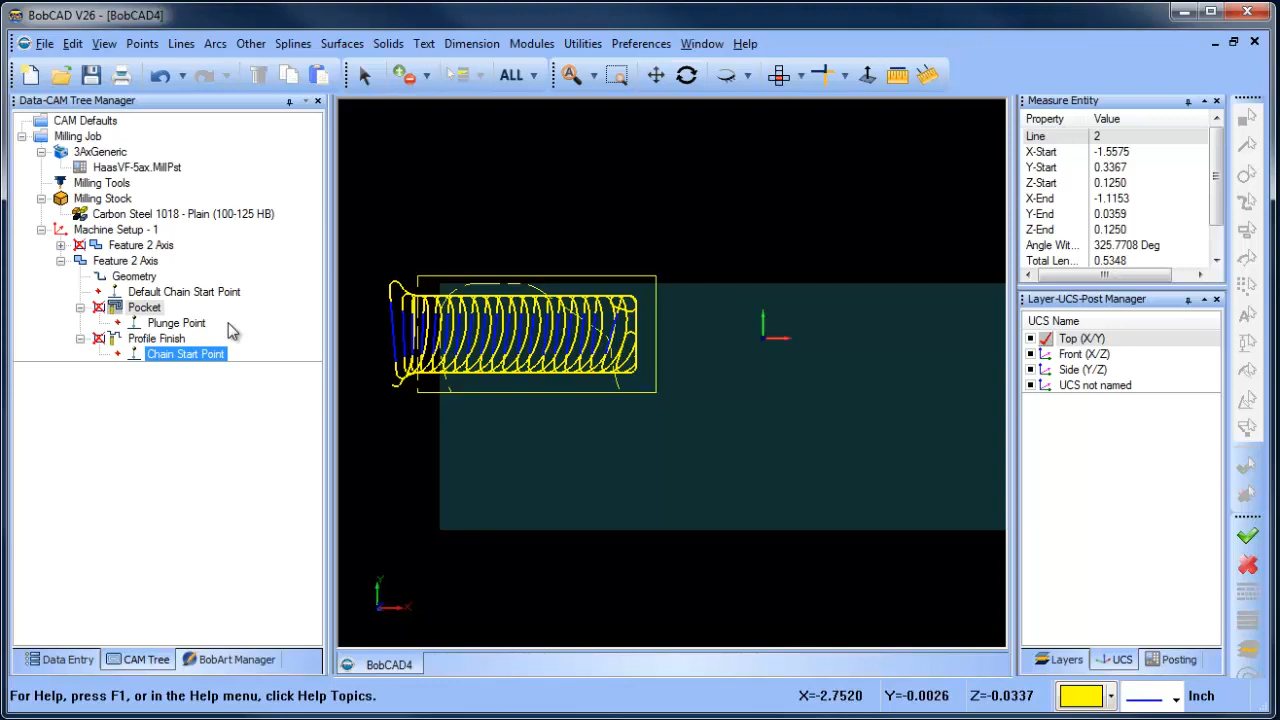 BobCAD V26 - [BobCAD4]
File Edit View Points Lines Arcs Other Splines Surfaces Solids Text Dimension Modules Utilities Preferences Window Help
ALL
Data-CAM Tree Manager
CAM Defaults
Milling Job
3AxGeneric
HaasVF-5ax.MillPst
Milling Tools
Milling Stock
Carbon Steel 1018 - Plain (100-125 HB)
Machine Setup - 1
Feature 2 Axis
Feature 2 Axis
Geometry
Default Chain Start Point
Pocket
Plunge Point
Profile Finish
Chain Start Point
Data Entry CAM Tree BobArt Manager
Y
X
BobCAD4
Measure Entity
Property Value
Line 2
X-Start -1.5575
Y-Start 0.3367
Z-Start 0.1250
X-End -1.1153
Y-End 0.0359
Z-End 0.1250
Angle Wit... 325.7708 Deg
Total Len... 0.5348
Layer-UCS-Post Manager
UCS Name
Top (X/Y)
Front (X/Z)
Side (Y/Z)
UCS not named
Layers UCS Posting
For Help, press F1, or in the Help menu, click Help Topics.
X=-2.7520 Y=-0.0026 Z=-0.0337 Inch